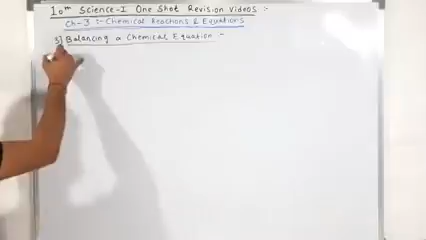 10th Science-I One Shot Revision Videos :-
Ch-3 :- Chemical Reactions & Equations
3] Balancing a Chemical Equation :-